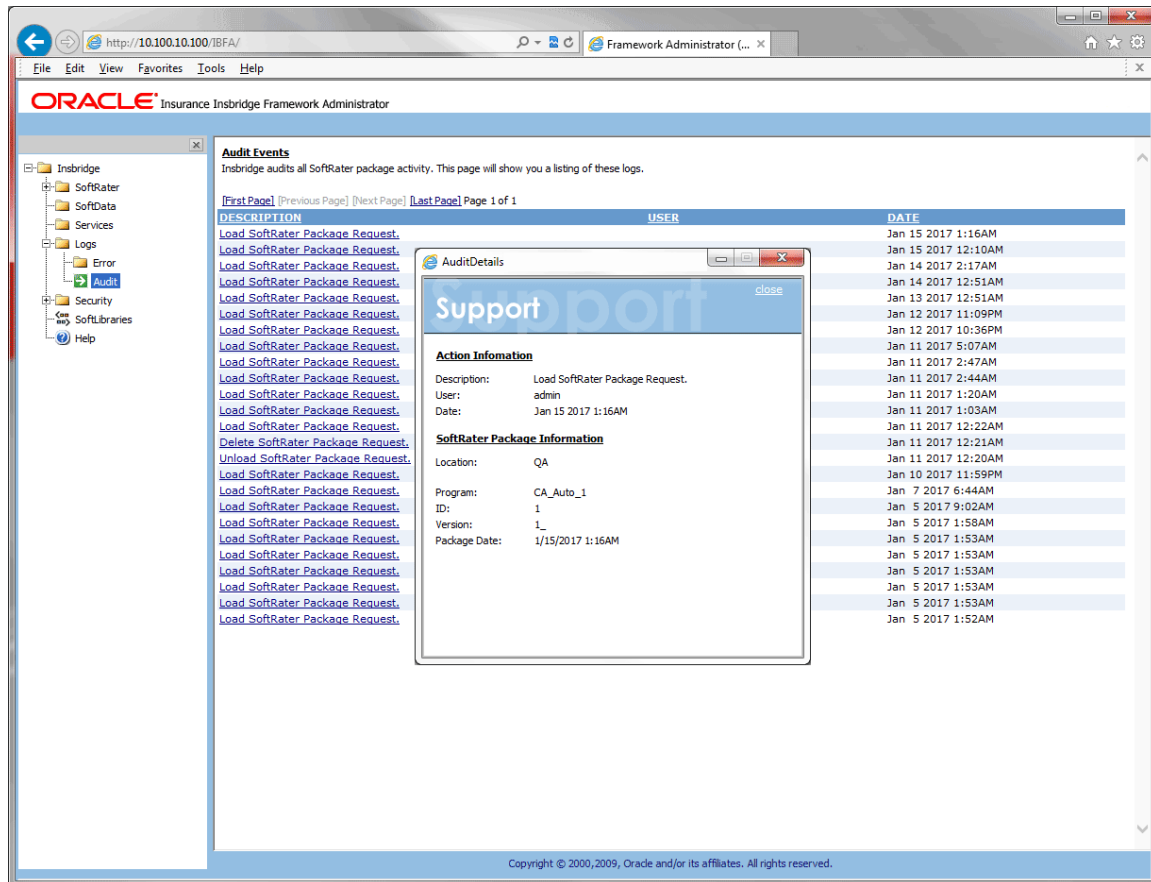 http://10.100.10.100/IBFA/
Framework Administrator (...
File Edit View Favorites Tools Help
ORACLE Insurance Insbridge Framework Administrator
Insbridge
SoftRater
SoftData
Services
Logs
Error
Audit
Security
SoftLibraries
Help
Audit Events
Insbridge audits all SoftRater package activity. This page will show you a listing of these logs.
[First Page] [Previous Page] [Next Page] [Last Page] Page 1 of 1
DESCRIPTION USER DATE
Load SoftRater Package Request. Jan 15 2017 1:16AM
Load SoftRater Package Request. Jan 15 2017 12:10AM
Load SoftRater Package Request. Jan 14 2017 2:17AM
Load SoftRater Package Request. Jan 14 2017 12:51AM
Load SoftRater Package Request. Jan 13 2017 12:51AM
Load SoftRater Package Request. Jan 12 2017 11:09PM
Load SoftRater Package Request. Jan 12 2017 10:36PM
Load SoftRater Package Request. Jan 11 2017 5:07AM
Load SoftRater Package Request. Jan 11 2017 2:47AM
Load SoftRater Package Request. Jan 11 2017 2:44AM
Load SoftRater Package Request. Jan 11 2017 1:20AM
Load SoftRater Package Request. Jan 11 2017 1:03AM
Load SoftRater Package Request. Jan 11 2017 12:22AM
Delete SoftRater Package Request. Jan 11 2017 12:21AM
Unload SoftRater Package Request. Jan 11 2017 12:20AM
Load SoftRater Package Request. Jan 10 2017 11:59PM
Load SoftRater Package Request. Jan 7 2017 6:44AM
Load SoftRater Package Request. Jan 5 2017 9:02AM
Load SoftRater Package Request. Jan 5 2017 1:58AM
Load SoftRater Package Request. Jan 5 2017 1:53AM
Load SoftRater Package Request. Jan 5 2017 1:53AM
Load SoftRater Package Request. Jan 5 2017 1:53AM
Load SoftRater Package Request. Jan 5 2017 1:53AM
Load SoftRater Package Request. Jan 5 2017 1:53AM
Load SoftRater Package Request. Jan 5 2017 1:52AM
AuditDetails
Support
close
Support
Action Infomation
Description: Load SoftRater Package Request.
User: admin
Date: Jan 15 2017 1:16AM
SoftRater Package Information
Location: QA
Program: CA_Auto_1
ID: 1
Version: 1_
Package Date: 1/15/2017 1:16AM
Copyright © 2000,2009, Oracle and/or its affiliates. All rights reserved.